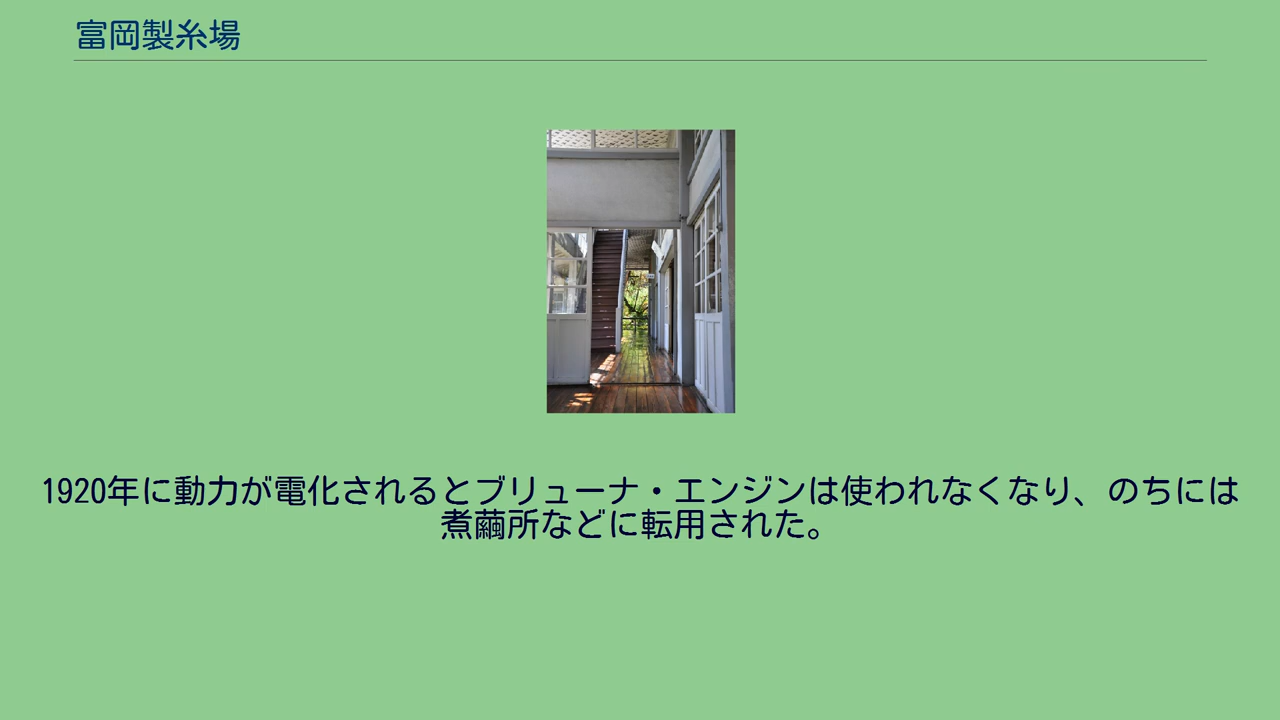 富岡製糸場
1920年に動力が電化されるとブリューナ・エンジンは使われなくなり、のちには
煮繭所などに転用された。